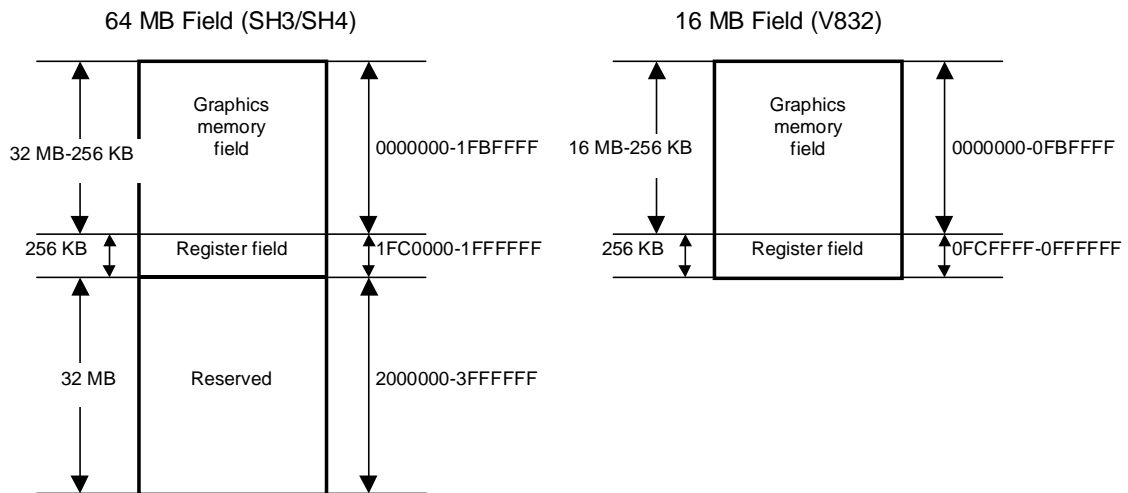 64 MB Field (SH3/SH4)
Graphics
memory
field
32 MB-256 KB
0000000-1FBFFFF
256 KB
Register field
1FC0000-1FFFFFF
32 MB
Reserved
2000000-3FFFFFF
16 MB Field (V832)
Graphics
memory
field
16 MB-256 KB
0000000-0FBFFFF
256 KB
Register field
0FCFFFF-0FFFFFF